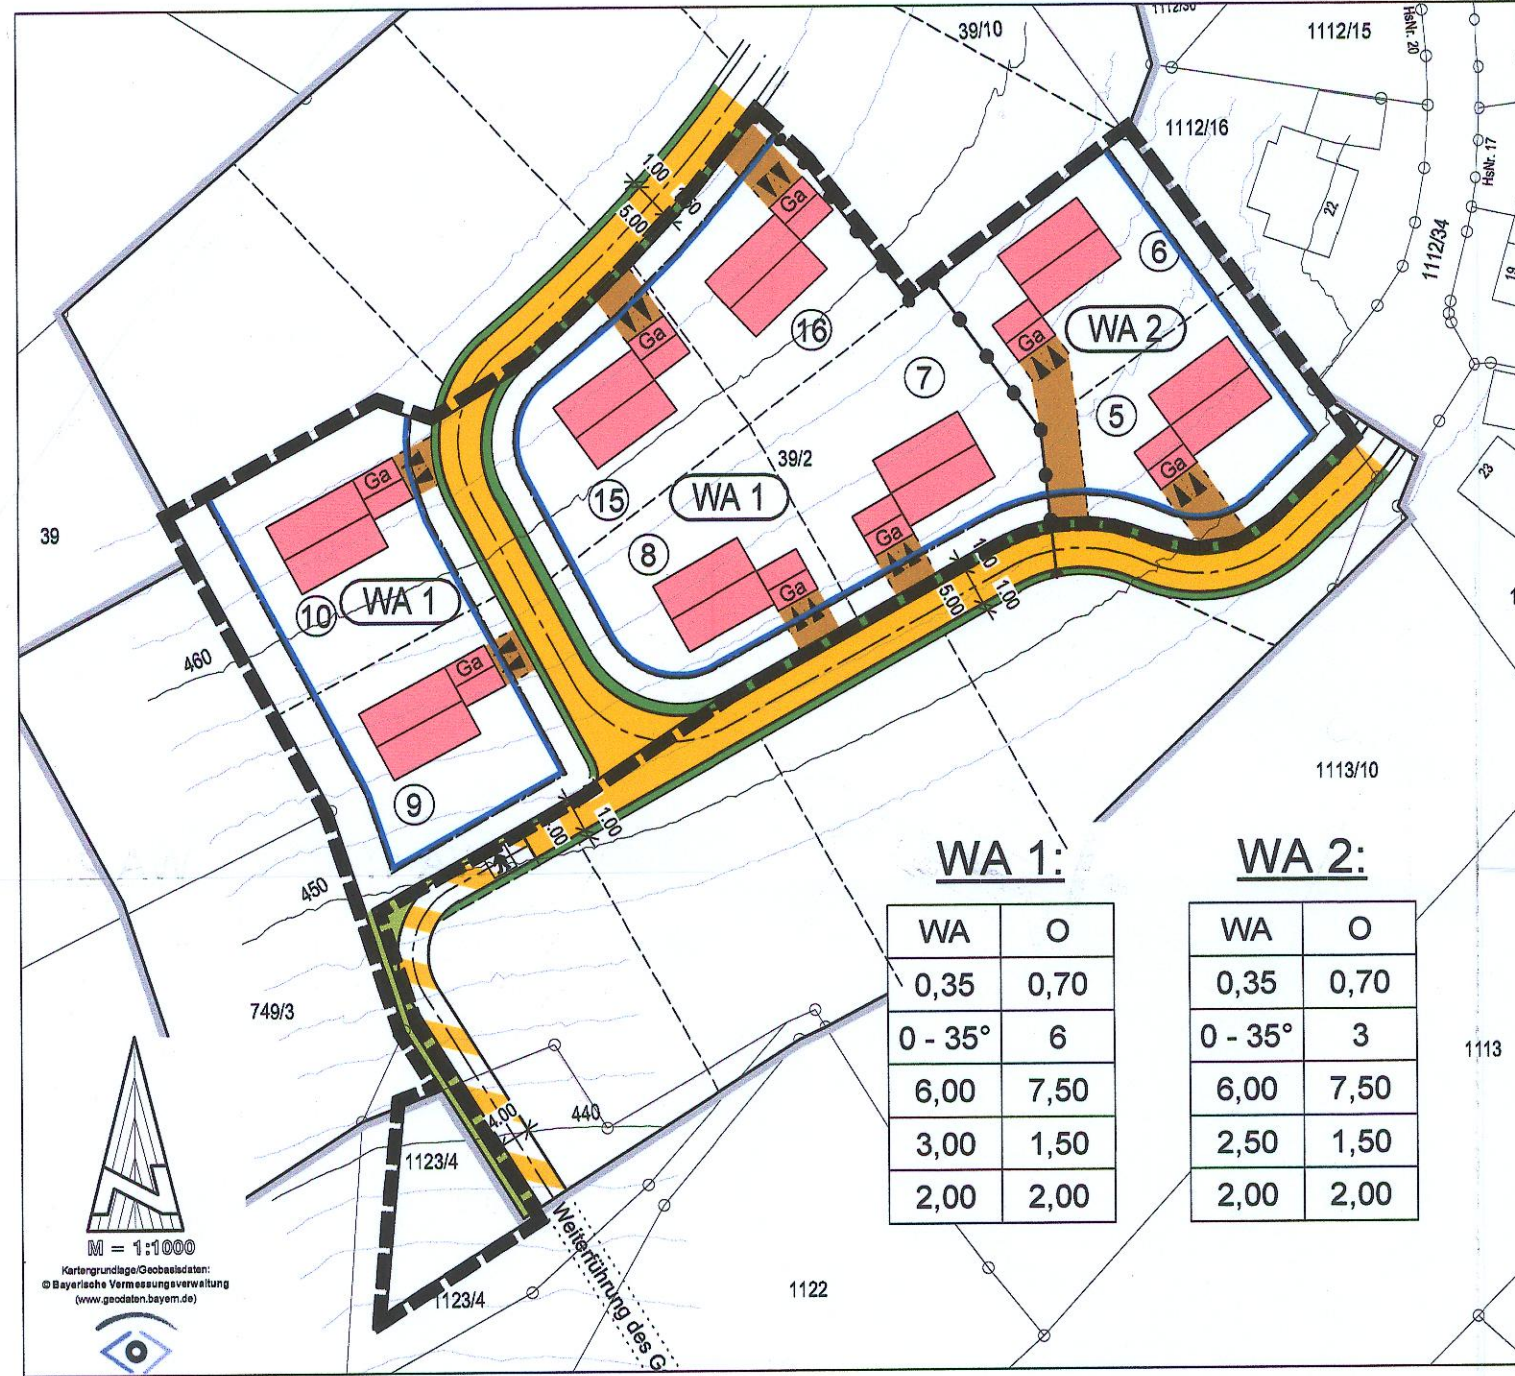 1112/30
39/10
1112/15
HsNr. 20
1112/16
HsNr. 17
22
1112/34
19
1.00
1.50
5.00
Ga
16
6
WA 2
Ga
Ga
7
5
39/2
WA 1
15
Ga
23
Ga
39
8
Ga
Ga
10
WA 1
1.00
5.00
460
Ga
9
1113/10
1.00
450
749/3
1113
4.00
440
1123/4
1123/4
1122
Weiterführung des G
WA 1:
WA O
0,35 0,70
0 - 35° 6
6,00 7,50
3,00 1,50
2,00 2,00
WA 2:
WA O
0,35 0,70
0 - 35° 3
6,00 7,50
2,50 1,50
2,00 2,00
M = 1:1000
Kartengrundlage/Geobasisdaten:
© Bayerische Vermessungsverwaltung
(www.geodaten.bayern.de)